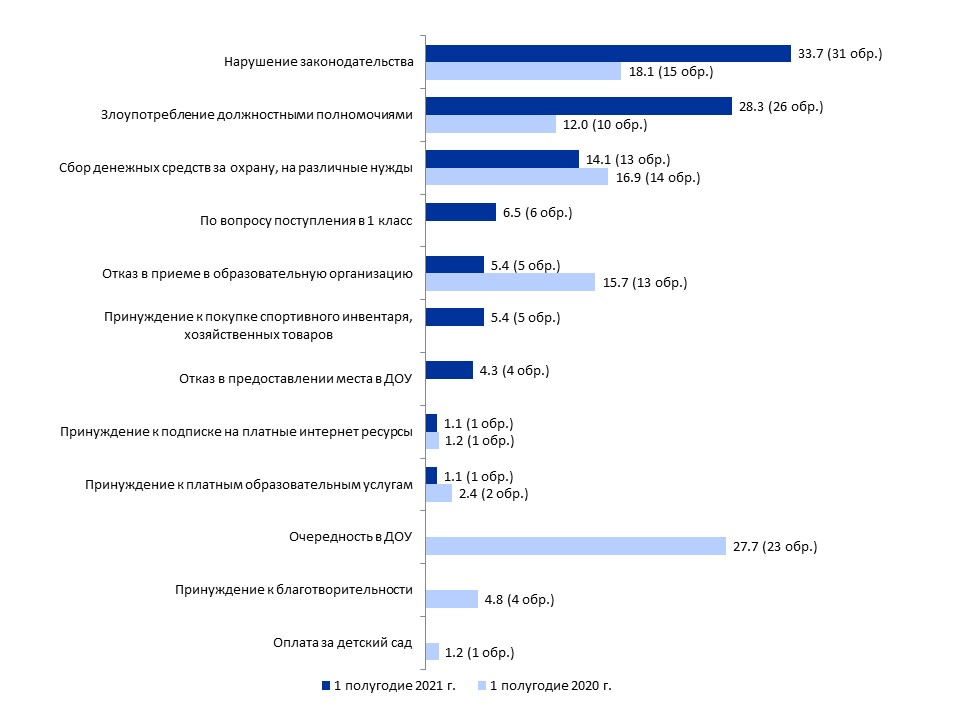 Нарушение законодательства
33.7 (31 обр.)
18.1 (15 обр.)
Злоупотребление должностными полномочиями
28.3 (26 обр.)
12.0 (10 обр.)
Сбор денежных средств за охрану, на различные нужды
14.1 (13 обр.)
16.9 (14 обр.)
По вопросу поступления в 1 класс
6.5 (6 обр.)
Отказ в приеме в образовательную организацию
5.4 (5 обр.)
15.7 (13 обр.)
Принуждение к покупке спортивного инвентаря,
хозяйственных товаров
5.4 (5 обр.)
Отказ в предоставлении места в ДОУ
4.3 (4 обр.)
Принуждение к подписке на платные интернет ресурсы
1.1 (1 обр.)
1.2 (1 обр.)
Принуждение к платным образовательным услугам
1.1 (1 обр.)
2.4 (2 обр.)
Очередность в ДОУ
27.7 (23 обр.)
Принуждение к благотворительности
4.8 (4 обр.)
Оплата за детский сад
1.2 (1 обр.)
1 полугодие 2021 г.
1 полугодие 2020 г.